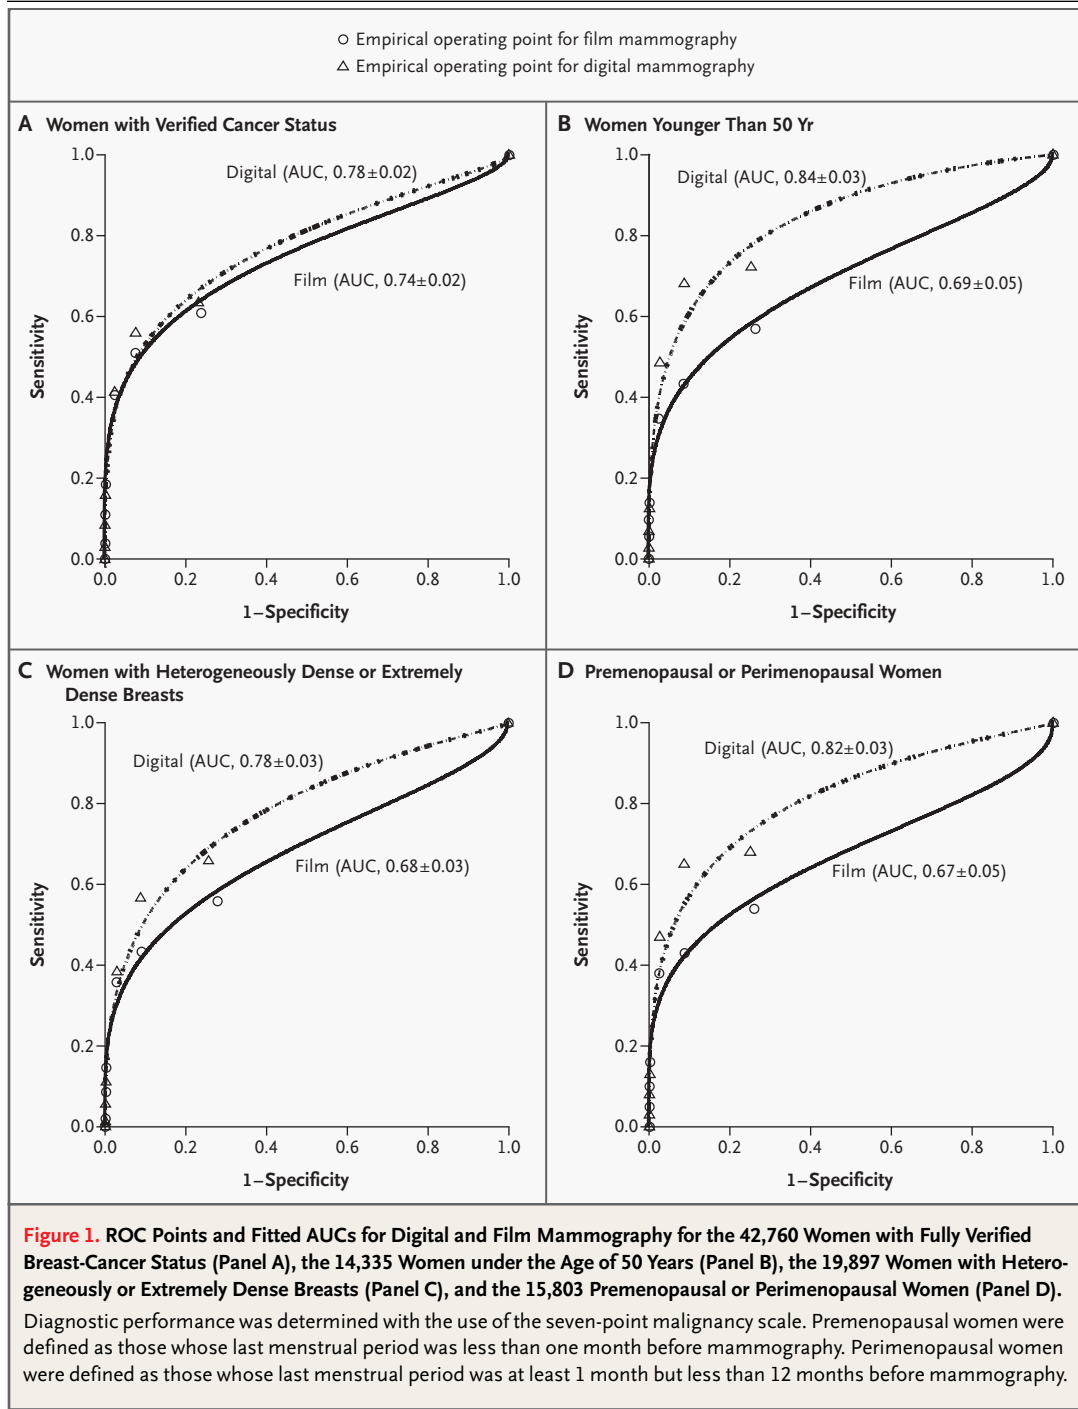 Empirical operating point for film mammography
Empirical operating point for digital mammography
A Women with Verified Cancer Status
1.0
0.8
0.6
0.4
0.2
0.0
Sensitivity
Digital (AUC, 0.78±0.02)
Film (AUC, 0.74±0.02)
0.0 0.2 0.4 0.6 0.8 1.0
1–Specificity
B Women Younger Than 50 Yr
1.0
0.8
0.6
0.4
0.2
0.0
Sensitivity
Digital (AUC, 0.84±0.03)
Film (AUC, 0.69±0.05)
0.0 0.2 0.4 0.6 0.8 1.0
1–Specificity
C Women with Heterogeneously Dense or Extremely
Dense Breasts
1.0
0.8
0.6
0.4
0.2
0.0
Sensitivity
Digital (AUC, 0.78±0.03)
Film (AUC, 0.68±0.03)
0.0 0.2 0.4 0.6 0.8 1.0
1–Specificity
D Premenopausal or Perimenopausal Women
1.0
0.8
0.6
0.4
0.2
0.0
Sensitivity
Digital (AUC, 0.82±0.03)
Film (AUC, 0.67±0.05)
0.0 0.2 0.4 0.6 0.8 1.0
1–Specificity
Figure 1. ROC Points and Fitted AUCs for Digital and Film Mammography for the 42,760 Women with Fully Verified
Breast-Cancer Status (Panel A), the 14,335 Women under the Age of 50 Years (Panel B), the 19,897 Women with Hetero-
geneously or Extremely Dense Breasts (Panel C), and the 15,803 Premenopausal or Perimenopausal Women (Panel D).
Diagnostic performance was determined with the use of the seven-point malignancy scale. Premenopausal women were
defined as those whose last menstrual period was less than one month before mammography. Perimenopausal women
were defined as those whose last menstrual period was at least 1 month but less than 12 months before mammography.